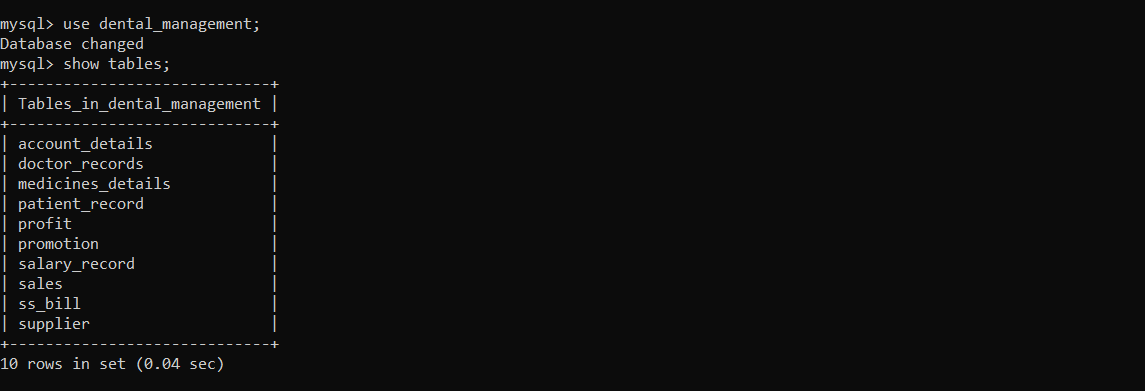 mysql> use dental_management;
Database changed
mysql> show tables;
+-----------------------------+
| Tables_in_dental_management |
+-----------------------------+
| account_details             |
| doctor_records              |
| medicines_details           |
| patient_record              |
| profit                      |
| promotion                   |
| salary_record               |
| sales                       |
| ss_bill                     |
| supplier                    |
+-----------------------------+
10 rows in set (0.04 sec)